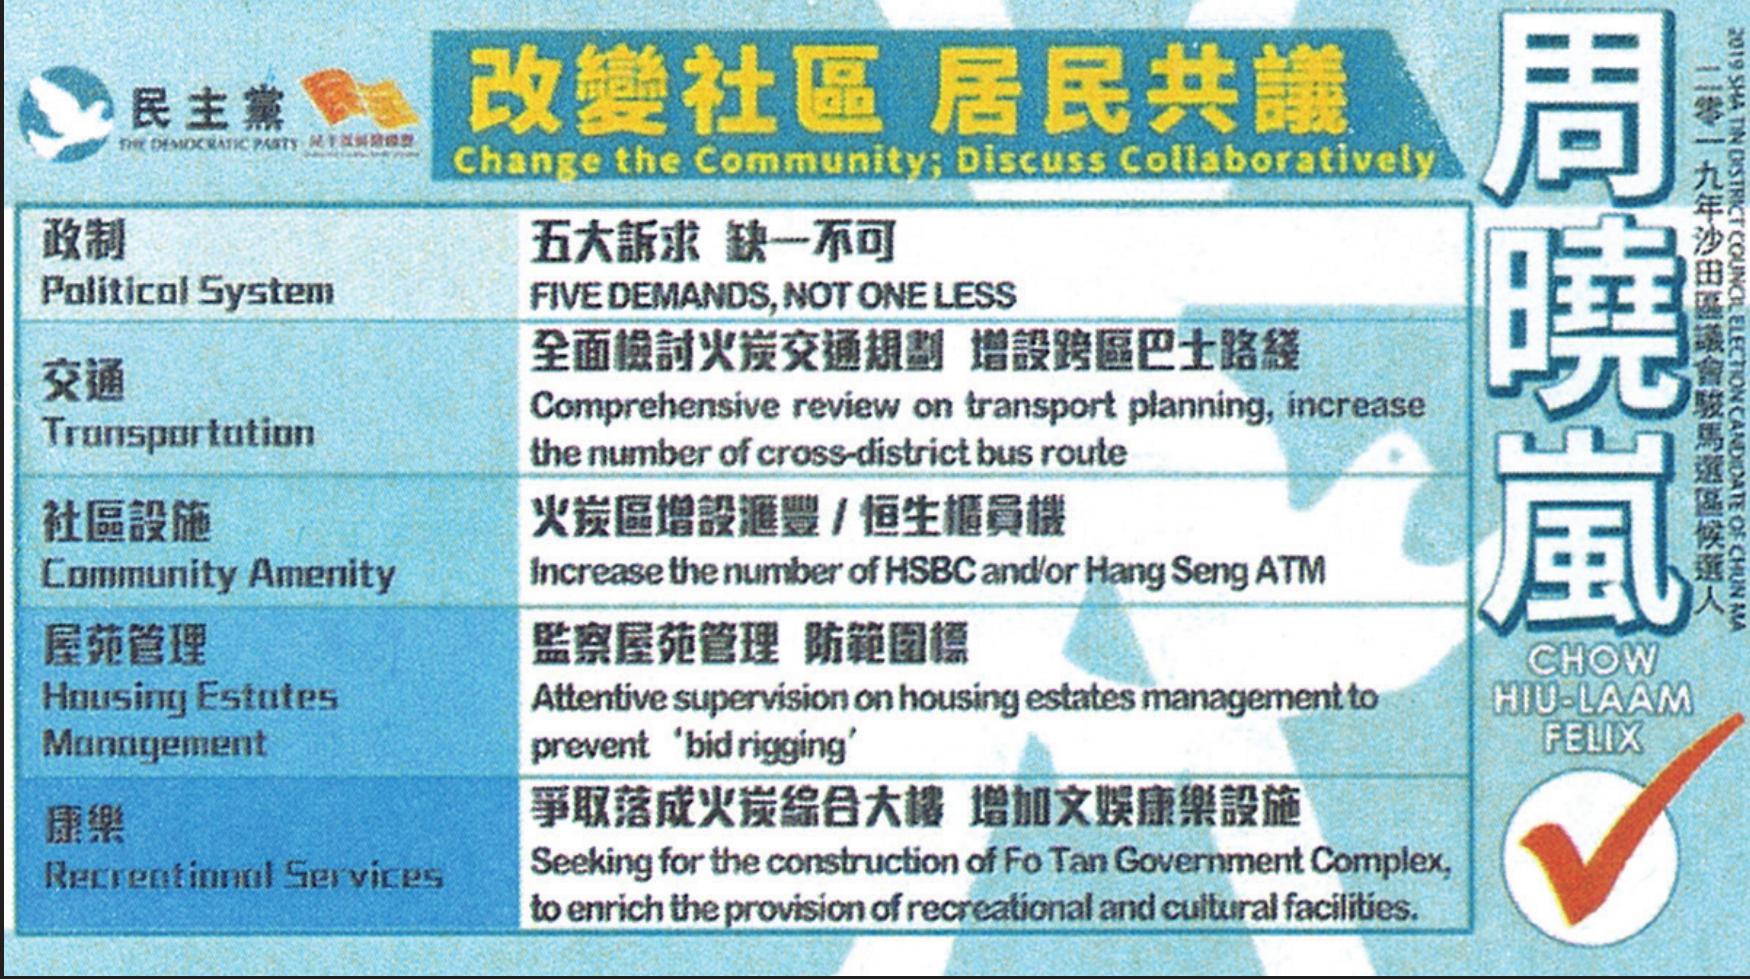 民主黨
THE DEMOCRATIC PARTY
改變社區 居民共議
Change the Community; Discuss Collaboratively
政制
Political System
五大訴求 缺一不可
FIVE DEMANDS, NOT ONE LESS
交通
Transportation
全面檢討火炭交通規劃 增設跨區巴士路綫
Comprehensive review on transport planning, increase
the number of cross-district bus route
社區設施
Community Amenity
火炭區增設滙豐 / 恒生櫃員機
Increase the number of HSBC and/or Hang Seng ATM
屋苑管理
Housing Estates
Management
監察屋苑管理 防範圍標
Attentive supervision on housing estates management to
prevent ‘bid rigging’
康樂
Recreational Services
爭取落成火炭綜合大樓 增加文娛康樂設施
Seeking for the construction of Fo Tan Government Complex,
to enrich the provision of recreational and cultural facilities.
周曉嵐
二零一九年沙田區議會駿馬選區候選人
2019 SHA TIN DISTRICT COUNCIL ELECTION CANDIDATE OF CHUN MA
CHOW
HIU-LAAM
FELIX